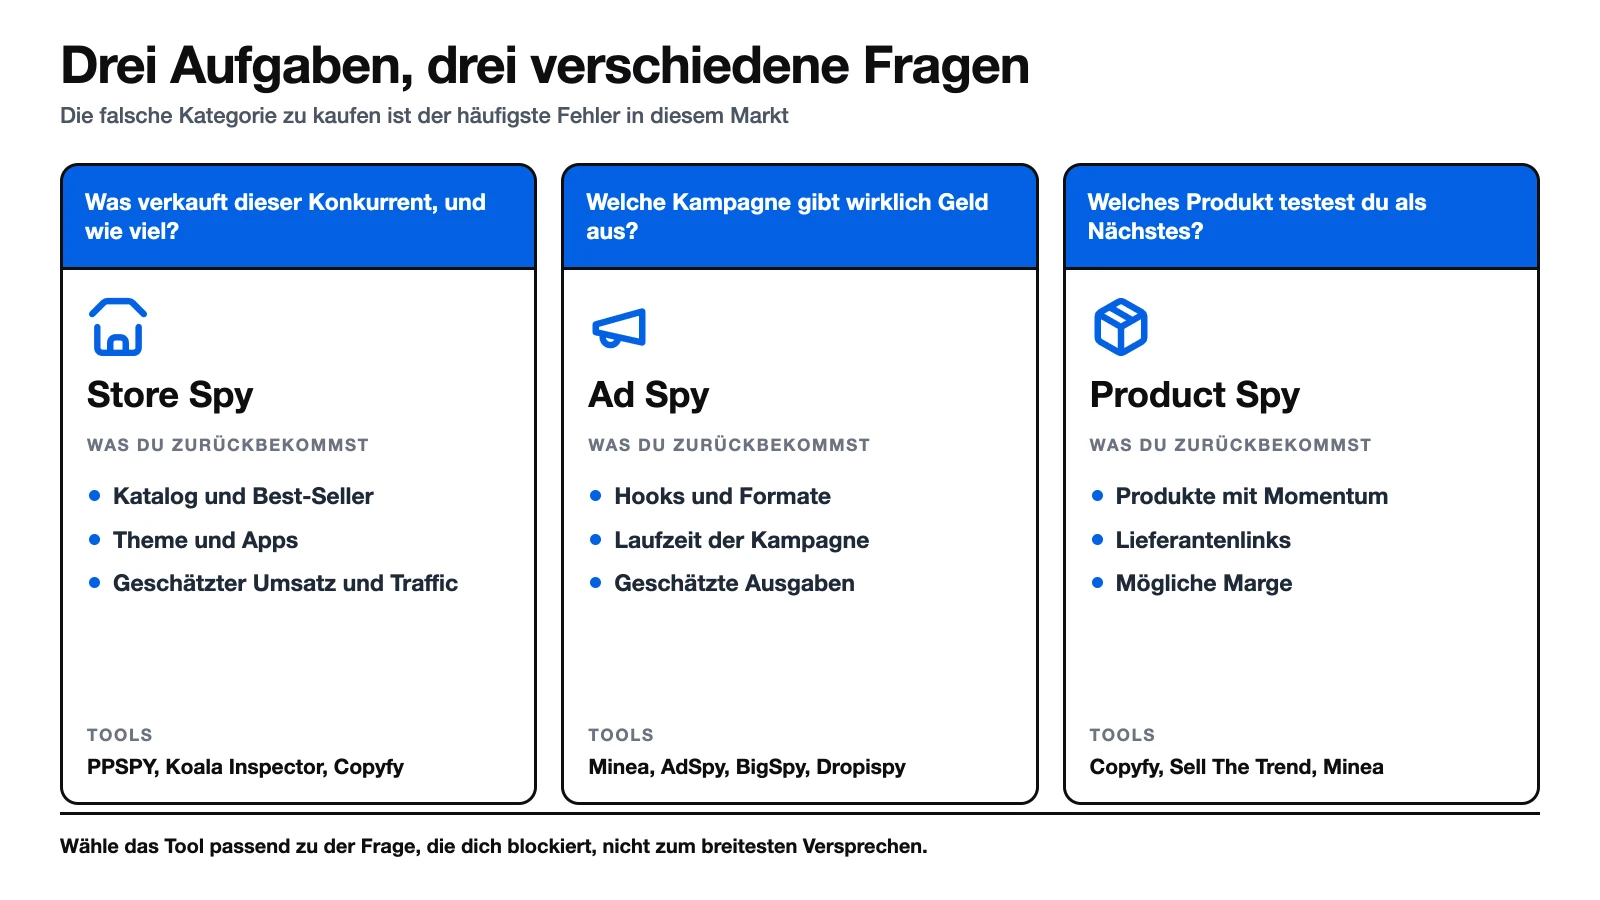 Drei Aufgaben, drei verschiedene Fragen
Die falsche Kategorie zu kaufen ist der häufigste Fehler in diesem Markt
Was verkauft dieser Konkurrent, und
wie viel?
Store Spy
WAS DU ZURÜCKBEKOMMST
Katalog und Best-Seller
Theme und Apps
Geschätzter Umsatz und Traffic
TOOLS
PPSPY, Koala Inspector, Copyfy
Welche Kampagne gibt wirklich Geld
aus?
Ad Spy
WAS DU ZURÜCKBEKOMMST
Hooks und Formate
Laufzeit der Kampagne
Geschätzte Ausgaben
TOOLS
Minea, AdSpy, BigSpy, Dropispy
Welches Produkt testest du als
Nächstes?
Product Spy
WAS DU ZURÜCKBEKOMMST
Produkte mit Momentum
Lieferantenlinks
Mögliche Marge
TOOLS
Copyfy, Sell The Trend, Minea
Wähle das Tool passend zu der Frage, die dich blockiert, nicht zum breitesten Versprechen.